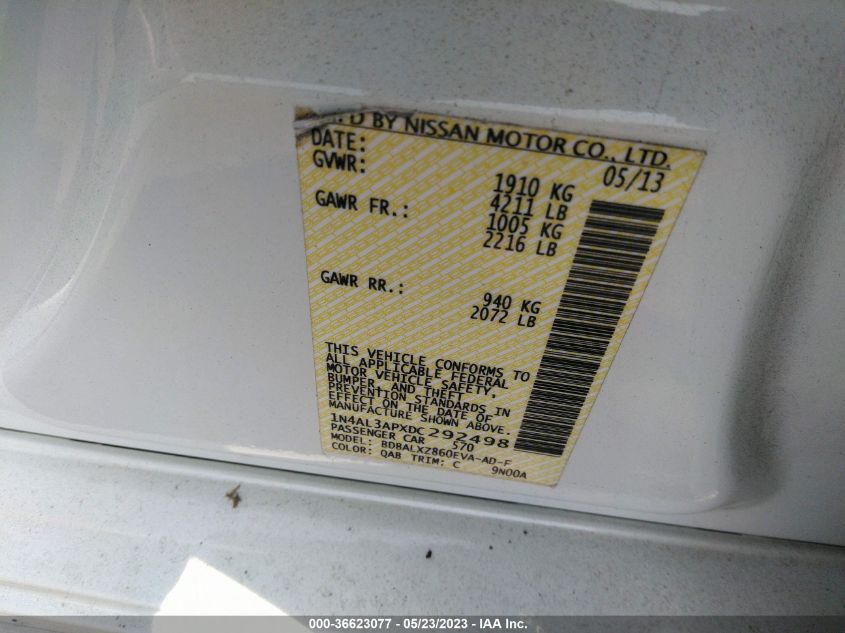 D BY NISSAN MOTOR CO., LTD.
DATE: 05/13
GVWR: 1910 KG
4211 LB
GAWR FR.: 1005 KG
2216 LB
GAWR RR.: 940 KG
2072 LB
THIS VEHICLE CONFORMS TO
ALL APPLICABLE FEDERAL
MOTOR VEHICLE SAFETY,
BUMPER, AND THEFT
PREVENTION STANDARDS IN
EFFECT ON THE DATE OF
MANUFACTURE SHOWN ABOVE.
1N4AL3APXDC292498
PASSENGER CAR 570
MODEL: BDBALXZB60EVA-AD-F
COLOR: QAB TRIM: C 9N00A
000-36623077 - 05/23/2023 - IAA Inc.